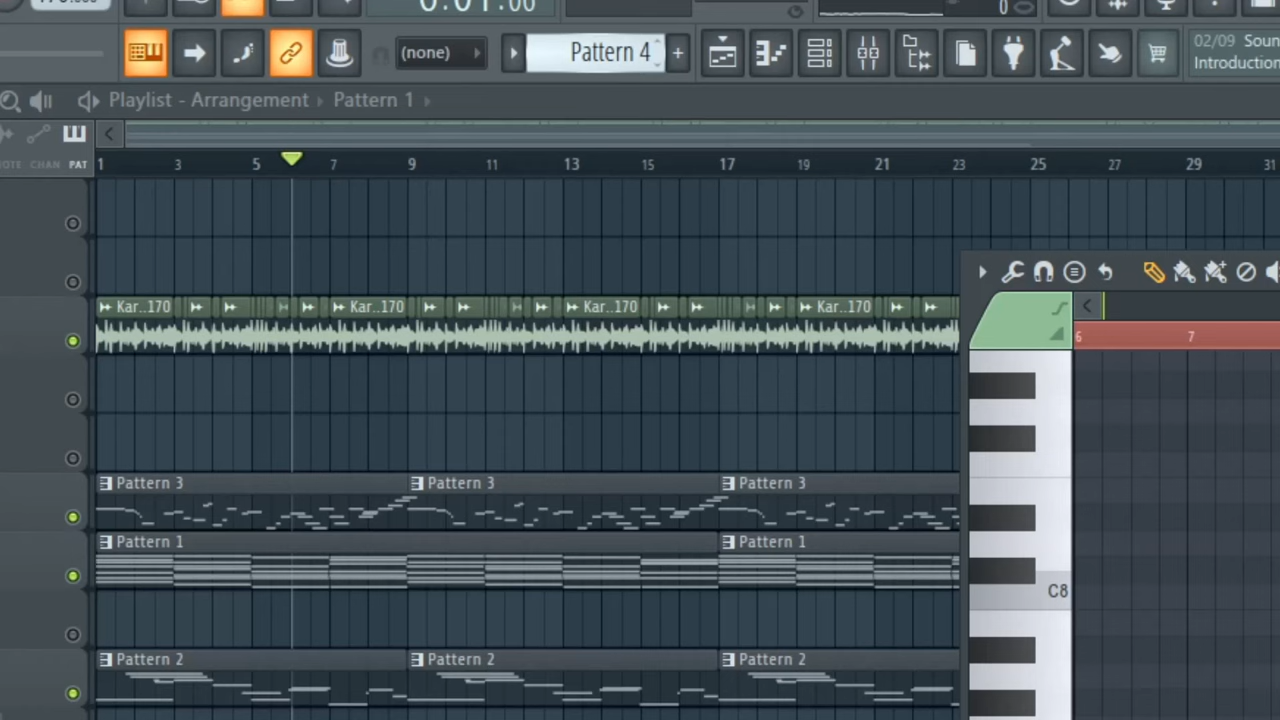 0:01:00
0
(none)
Pattern 4
+
02/09 Soun
Introduction
Playlist - Arrangement › Pattern 1 ›
CHAN PAT
1 3 5 7 9 11 13 15 17 19 21 23 25 27 29 31
Kar..170 Kar..170 Kar..170 Kar..170
6 7
Pattern 3 Pattern 3 Pattern 3
Pattern 1 Pattern 1
C8
Pattern 2 Pattern 2 Pattern 2